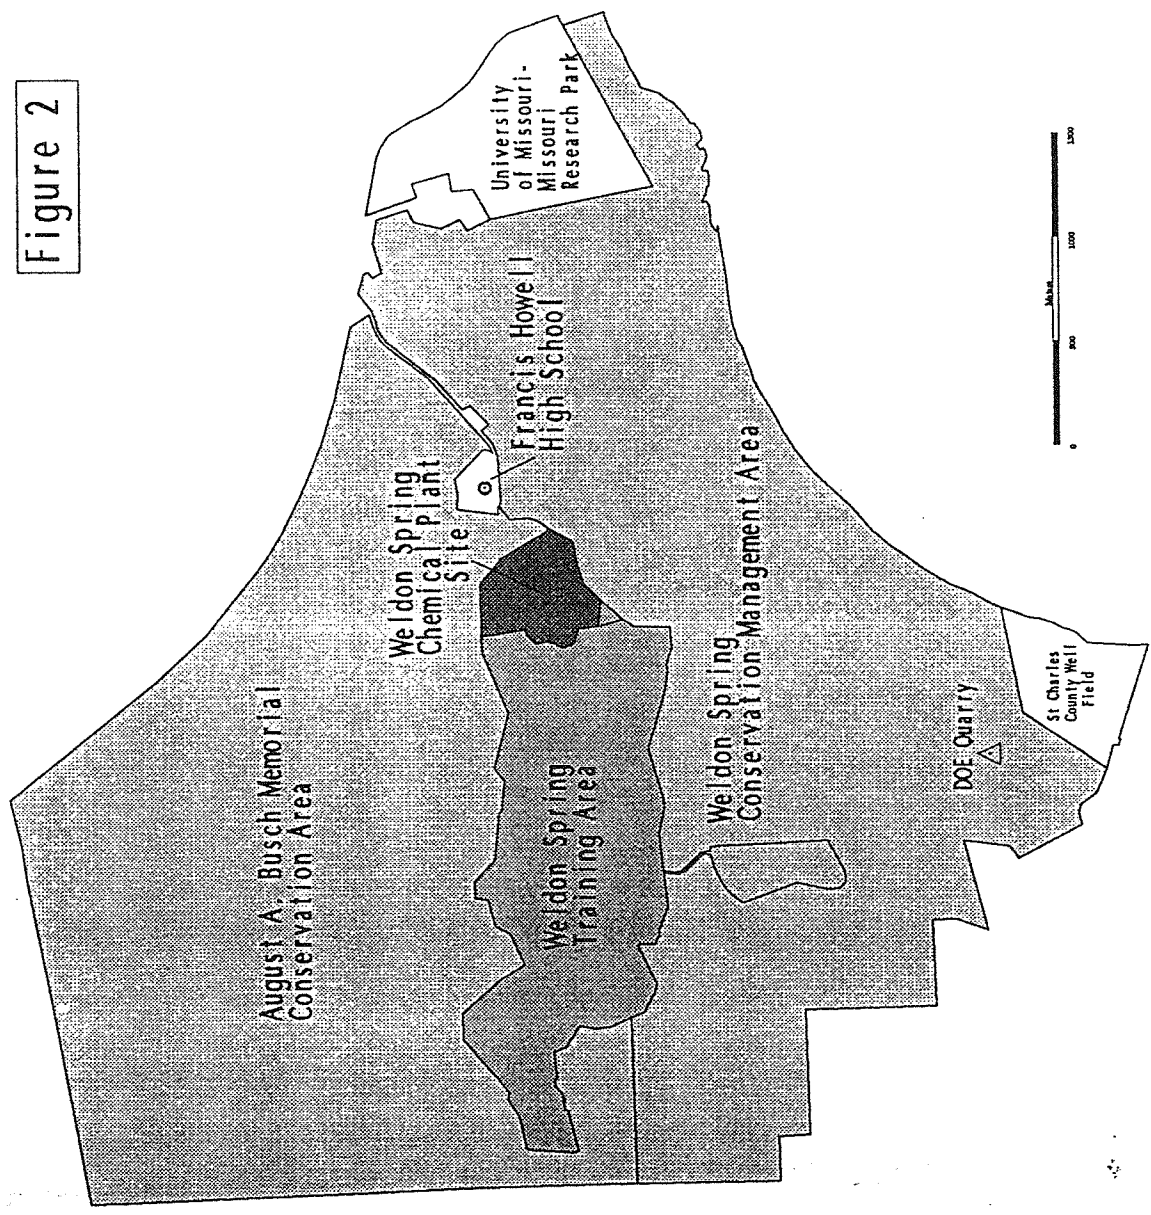 Figure 2
August A. Busch Memorial
Conservation Area
Weldon Spring
Chemical Plant
Site
University
of Missouri-
Missouri
Research Park
Francis Howell
High School
Weldon Spring
Training Area
Weldon Spring
Conservation Management Area
DOE Quarry
St Charles
County Well
Field
0
500
1000
1500